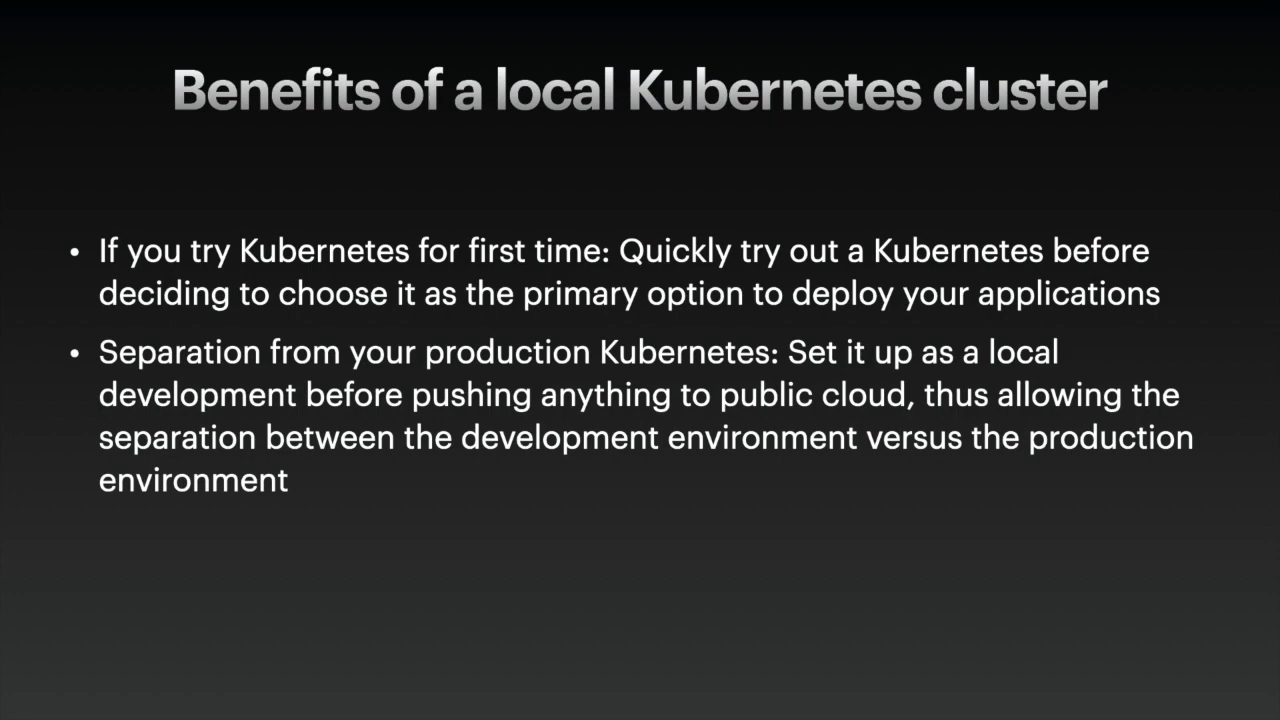 Benefits of a local Kubernetes cluster
• If you try Kubernetes for first time: Quickly try out a Kubernetes before
deciding to choose it as the primary option to deploy your applications
• Separation from your production Kubernetes: Set it up as a local
development before pushing anything to public cloud, thus allowing the
separation between the development environment versus the production
environment